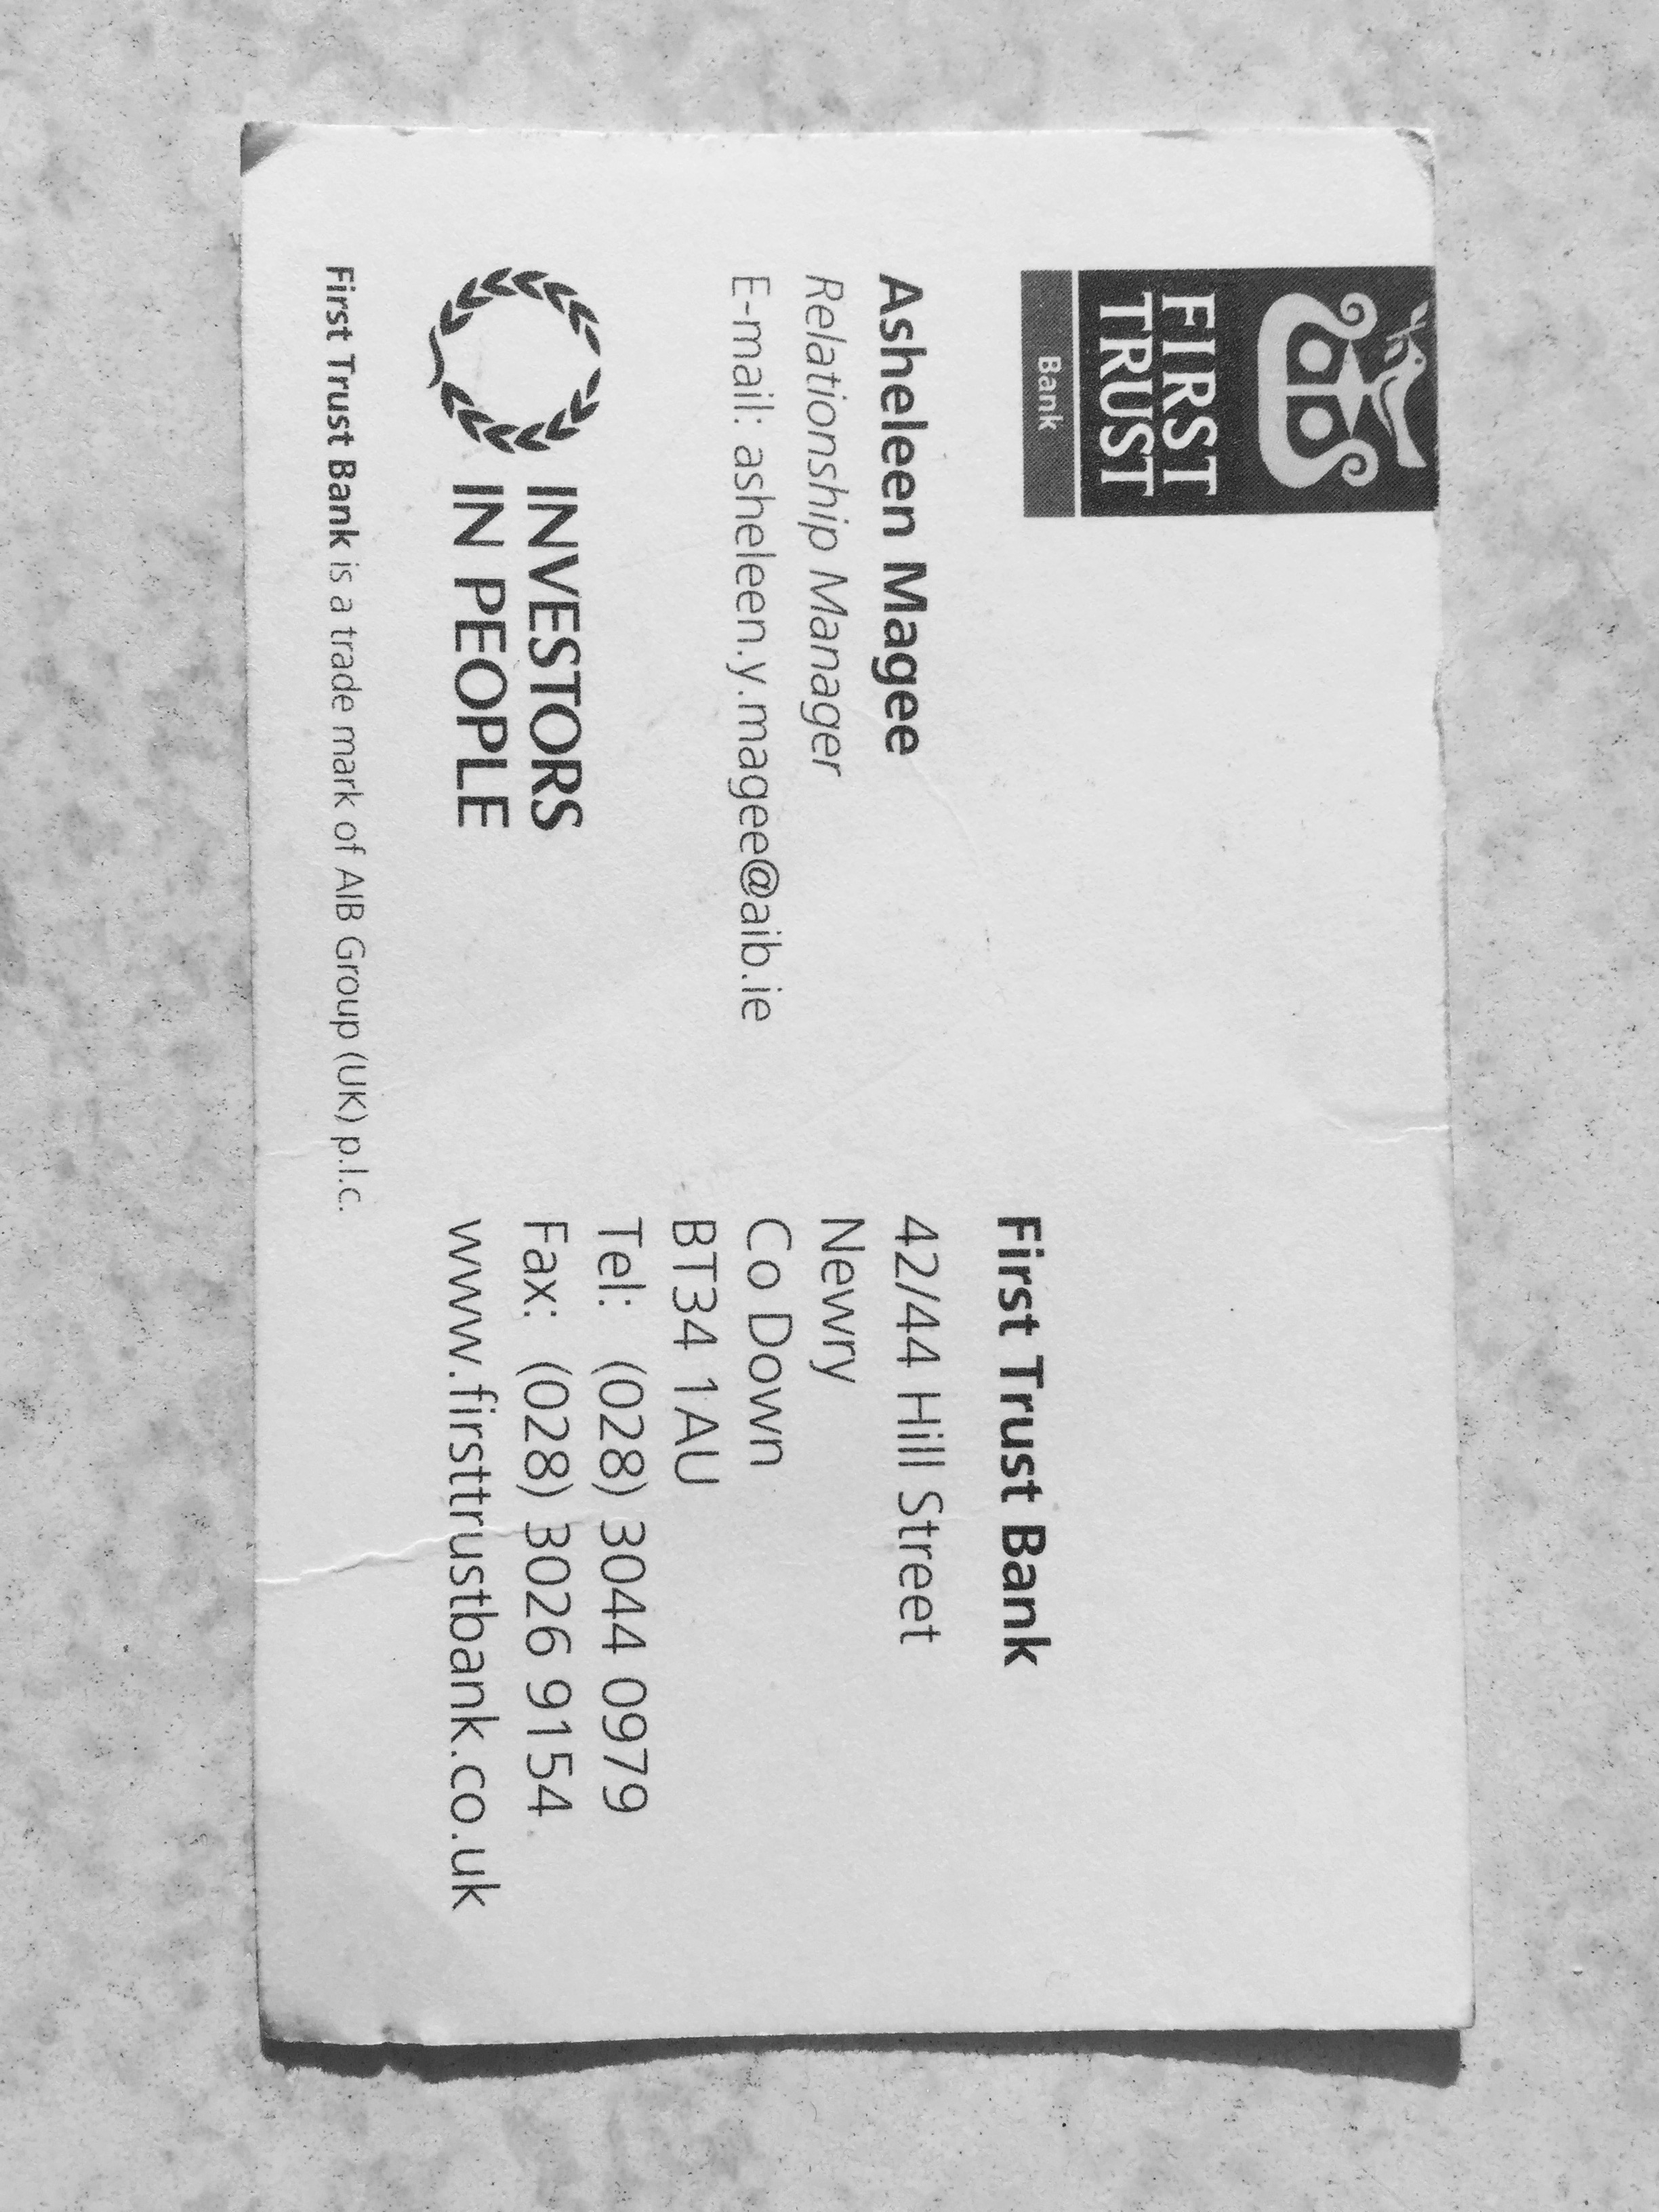 FIRST
TRUST
Bank
Asheleen Magee
Relationship Manager
E-mail: asheleen.y.magee@aib.ie
INVESTORS
IN PEOPLE
First Trust Bank is a trade mark of AIB Group (UK) p.l.c.
First Trust Bank
42/44 Hill Street
Newry
Co Down
BT34 1AU
Tel: (028) 3044 0979
Fax: (028) 3026 9154
www.firsttrustbank.co.uk